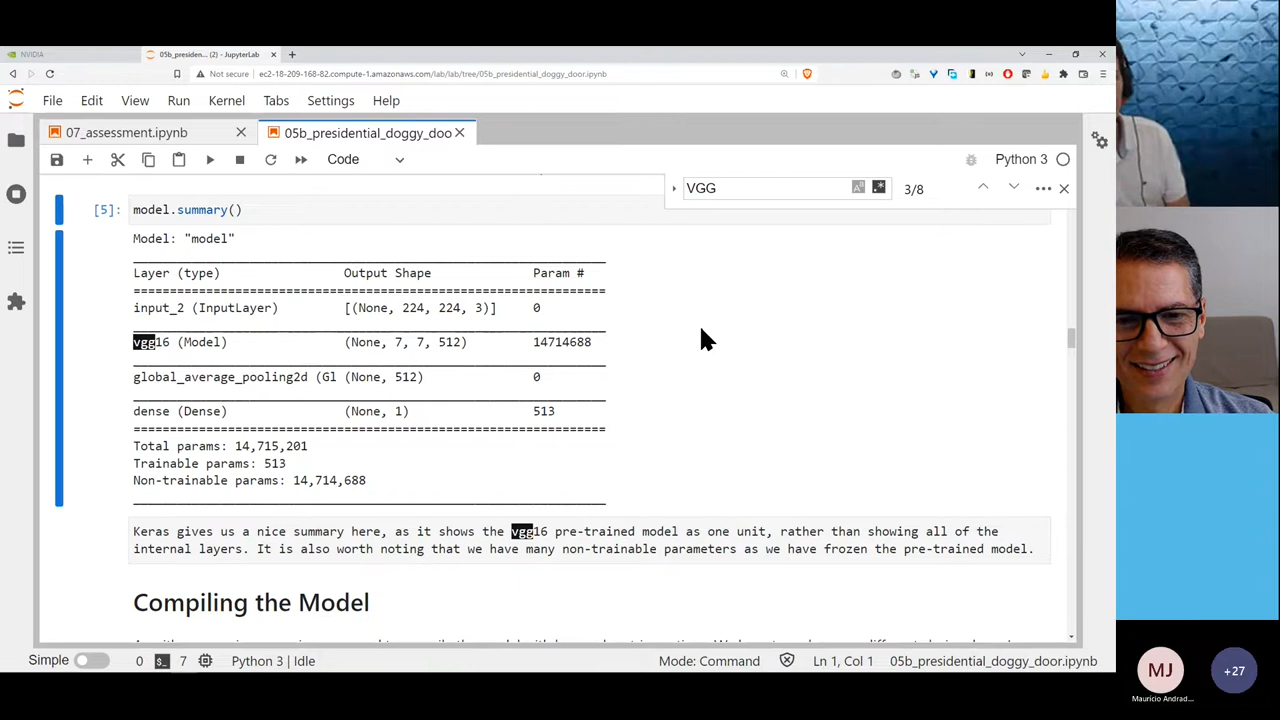 NVIDIA
05b_presiden... (2) - JupyterLab
Not secure
ec2-18-209-168-82.compute-1.amazonaws.com/lab/lab/tree/05b_presidential_doggy_door.ipynb
File Edit View Run Kernel Tabs Settings Help
07_assessment.ipynb
05b_presidential_doggy_doo
Code
Python 3
VGG
3/8
[5]: model.summary()
Model: "model"
Layer (type) Output Shape Param #
=================================================================
input_2 (InputLayer) [(None, 224, 224, 3)] 0
vgg16 (Model) (None, 7, 7, 512) 14714688
global_average_pooling2d (Gl (None, 512) 0
dense (Dense) (None, 1) 513
=================================================================
Total params: 14,715,201
Trainable params: 513
Non-trainable params: 14,714,688
Keras gives us a nice summary here, as it shows the vgg16 pre-trained model as one unit, rather than showing all of the
internal layers. It is also worth noting that we have many non-trainable parameters as we have frozen the pre-trained model.
Compiling the Model
Simple 0 7 Python 3 | Idle Mode: Command Ln 1, Col 1 05b_presidential_doggy_door.ipynb
MJ
Mauricio Andrad...
+27